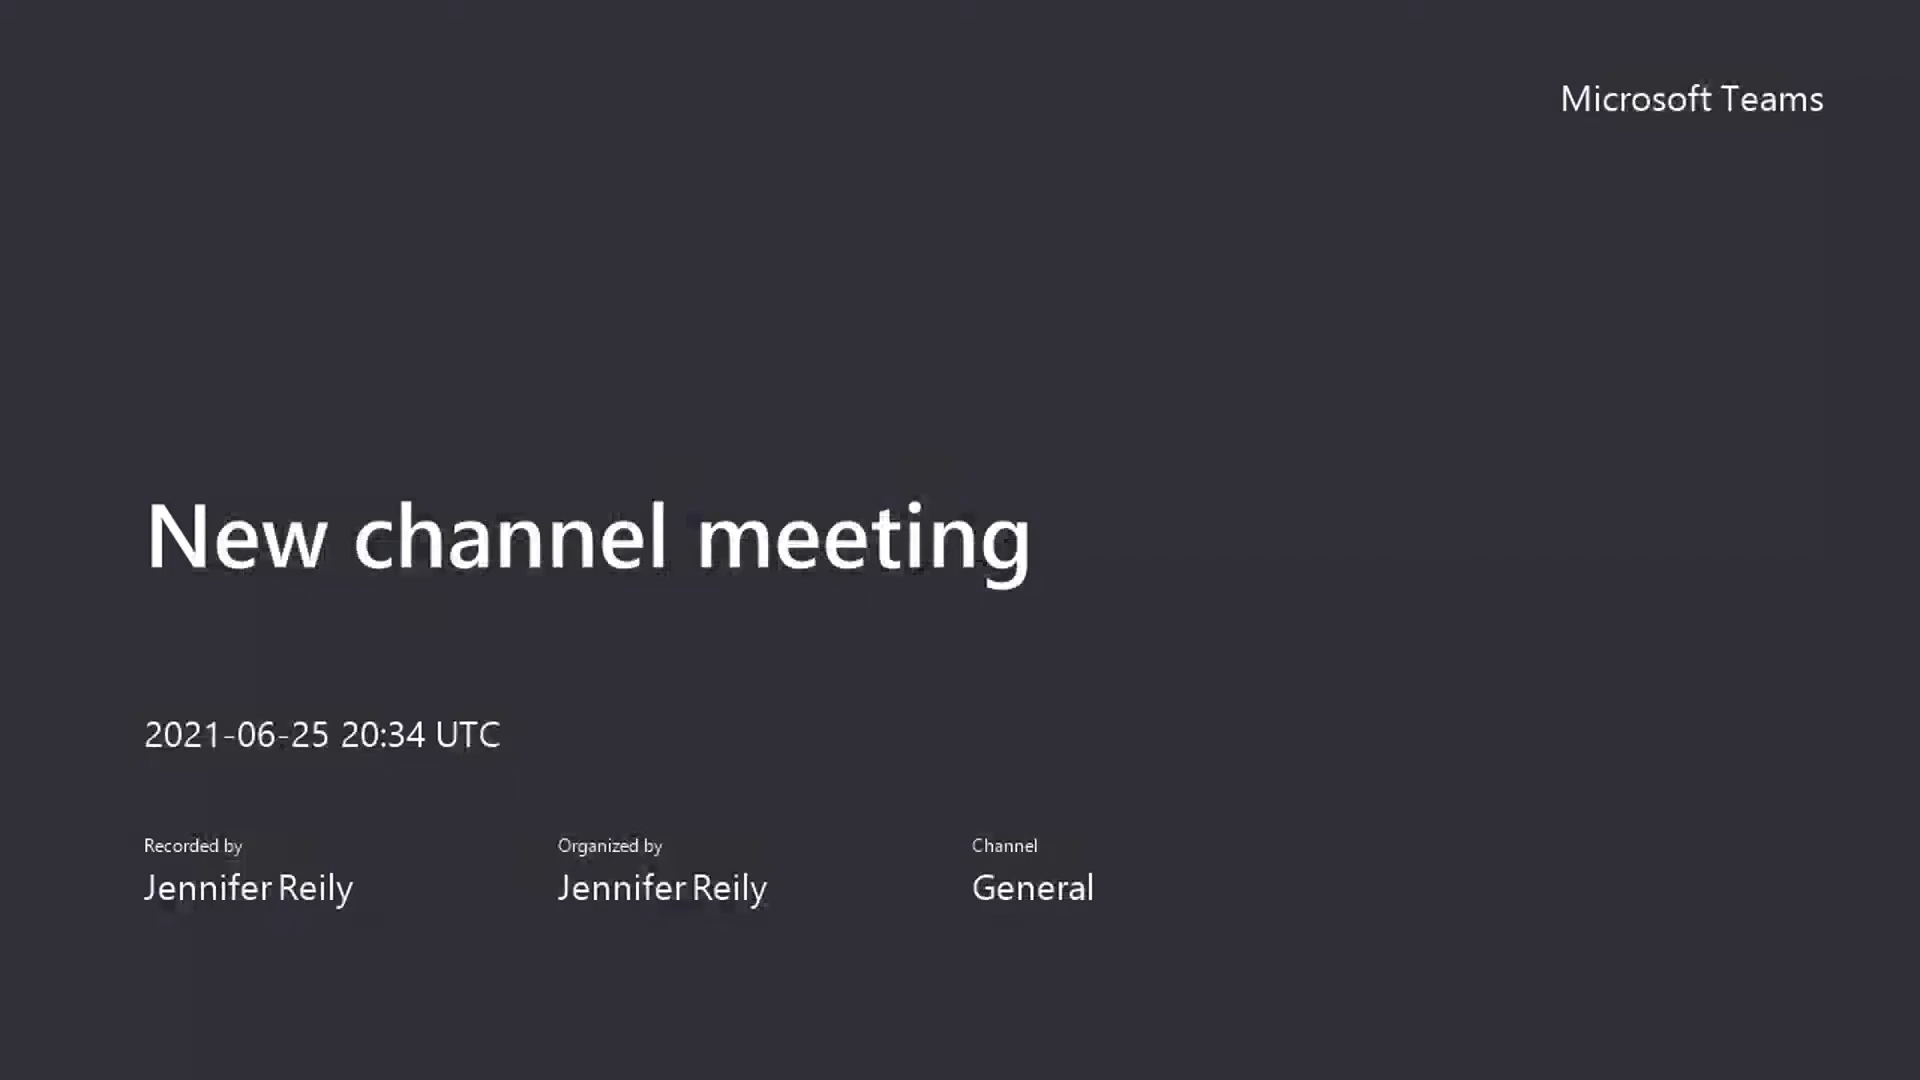 Microsoft Teams
New channel meeting
2021-06-25 20:34 UTC
Recorded by
Jennifer Reily
Organized by
Jennifer Reily
Channel
General